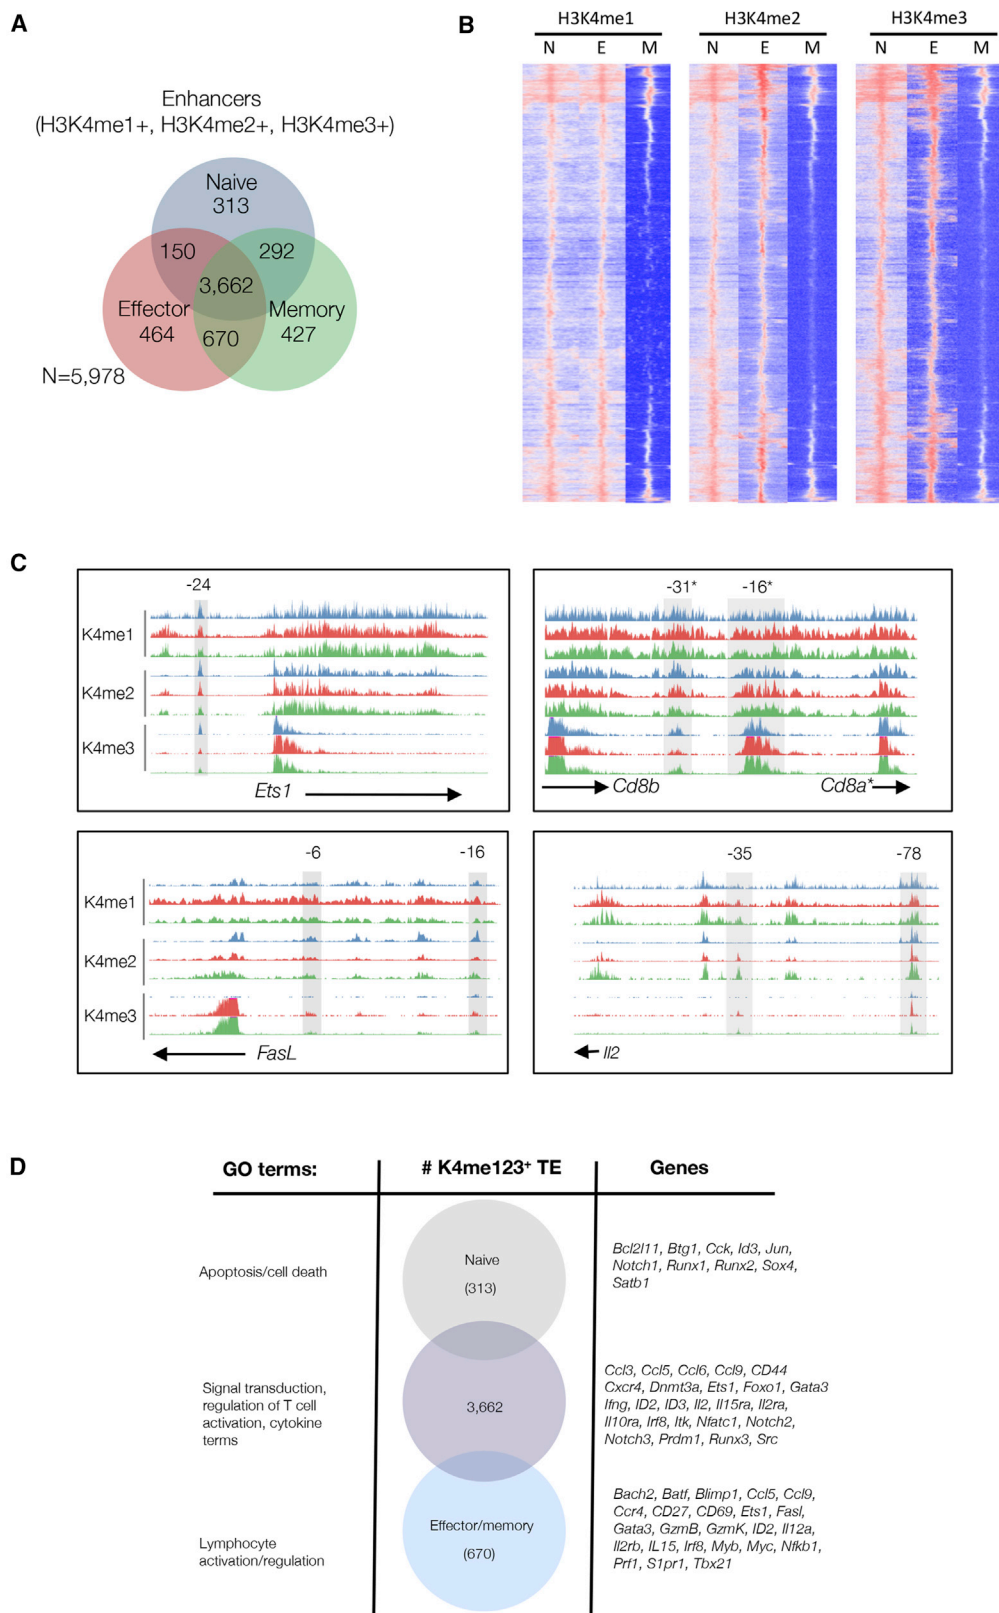 A
Enhancers
(H3K4me1+, H3K4me2+, H3K4me3+)
Naive
313
150
292
3,662
Effector
464
670
Memory
427
N=5,978
B
H3K4me1
H3K4me2
H3K4me3
N E M
N E M
N E M
C
-24
K4me1
K4me2
K4me3
Ets1
-31*
-16*
Cd8b
Cd8a*
-6
-16
K4me1
K4me2
K4me3
FasL
-35
-78
Il2
D
GO terms:
# K4me123+ TE
Genes
Apoptosis/cell death
Naive
(313)
Bcl2l11, Btg1, Cck, Id3, Jun,
Notch1, Runx1, Runx2, Sox4,
Satb1
Signal transduction,
regulation of T cell
activation, cytokine
terms
3,662
Ccl3, Ccl5, Ccl6, Ccl9, CD44
Cxcr4, Dnmt3a, Ets1, Foxo1, Gata3
Ifng, ID2, ID3, Il2, Il15ra, Il2ra,
Il10ra, Irf8, Itk, Nfatc1, Notch2,
Notch3, Prdm1, Runx3, Src
Lymphocyte
activation/regulation
Effector/memory
(670)
Bach2, Batf, Blimp1, Ccl5, Ccl9,
Ccr4, CD27, CD69, Ets1, Fasl,
Gata3, GzmB, GzmK, ID2, Il12a,
Il2rb, IL15, Irf8, Myb, Myc, Nfkb1,
Prf1, S1pr1, Tbx21